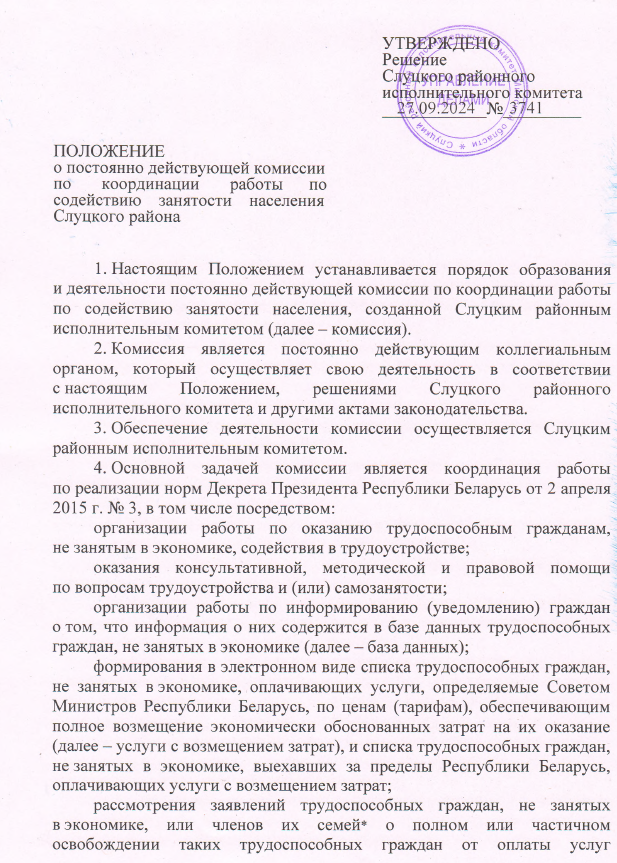 УТВЕРЖДЕНО
Решение
Слуцкого районного
исполнительного комитета
27.09.2024 № 3741
УПРАВЛЕНИЕ
ДЕЛАМИ
ПОЛОЖЕНИЕ
о постоянно действующей комиссии
по координации работы по
содействию занятости населения
Слуцкого района
1. Настоящим Положением устанавливается порядок образования
и деятельности постоянно действующей комиссии по координации работы
по содействию занятости населения, созданной Слуцким районным
исполнительным комитетом (далее – комиссия).
2. Комиссия является постоянно действующим коллегиальным
органом, который осуществляет свою деятельность в соответствии
с настоящим Положением, решениями Слуцкого районного
исполнительного комитета и другими актами законодательства.
3. Обеспечение деятельности комиссии осуществляется Слуцким
районным исполнительным комитетом.
4. Основной задачей комиссии является координация работы
по реализации норм Декрета Президента Республики Беларусь от 2 апреля
2015 г. № 3, в том числе посредством:
организации работы по оказанию трудоспособным гражданам,
не занятым в экономике, содействия в трудоустройстве;
оказания консультативной, методической и правовой помощи
по вопросам трудоустройства и (или) самозанятости;
организации работы по информированию (уведомлению) граждан
о том, что информация о них содержится в базе данных трудоспособных
граждан, не занятых в экономике (далее – база данных);
формирования в электронном виде списка трудоспособных граждан,
не занятых в экономике, оплачивающих услуги, определяемые Советом
Министров Республики Беларусь, по ценам (тарифам), обеспечивающим
полное возмещение экономически обоснованных затрат на их оказание
(далее – услуги с возмещением затрат), и списка трудоспособных граждан,
не занятых в экономике, выехавших за пределы Республики Беларусь,
оплачивающих услуги с возмещением затрат;
рассмотрения заявлений трудоспособных граждан, не занятых
в экономике, или членов их семей* о полном или частичном
освобождении таких трудоспособных граждан от оплаты услуг